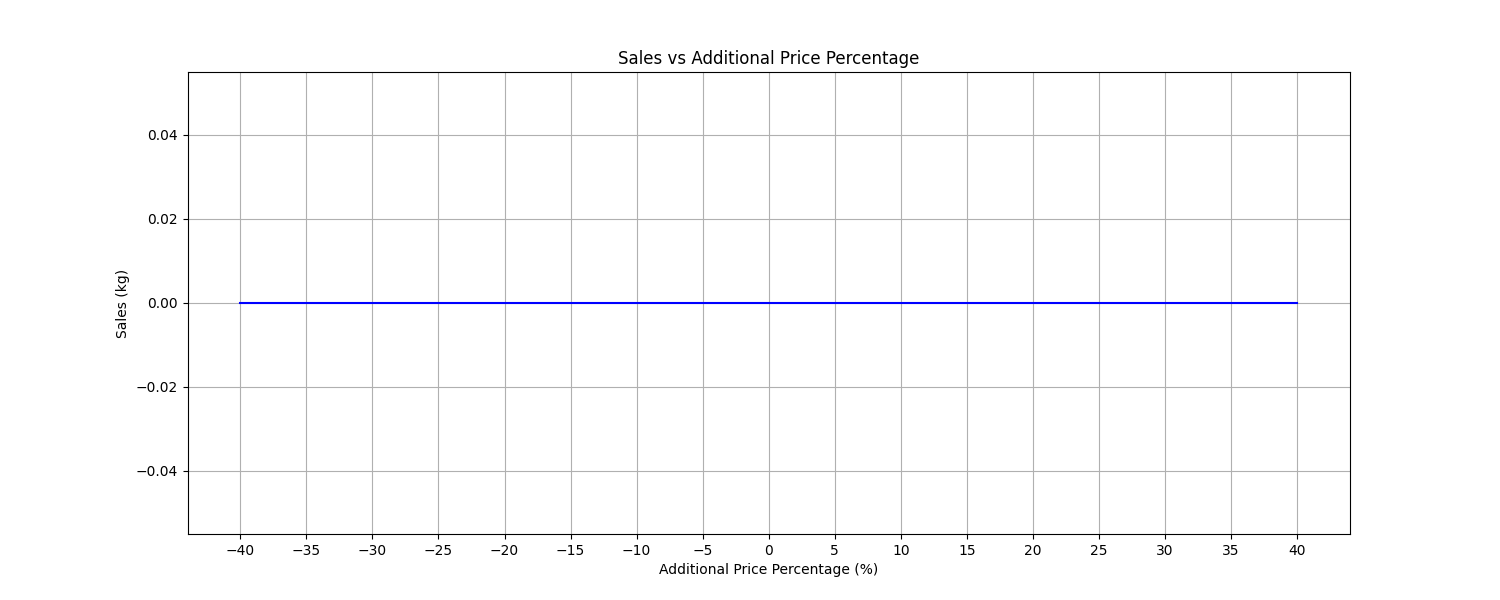 Sales vs Additional Price Percentage
0.04
0.02
0.00
−0.02
−0.04
Sales (kg)
−40 −35 −30 −25 −20 −15 −10 −5 0 5 10 15 20 25 30 35 40
Additional Price Percentage (%)